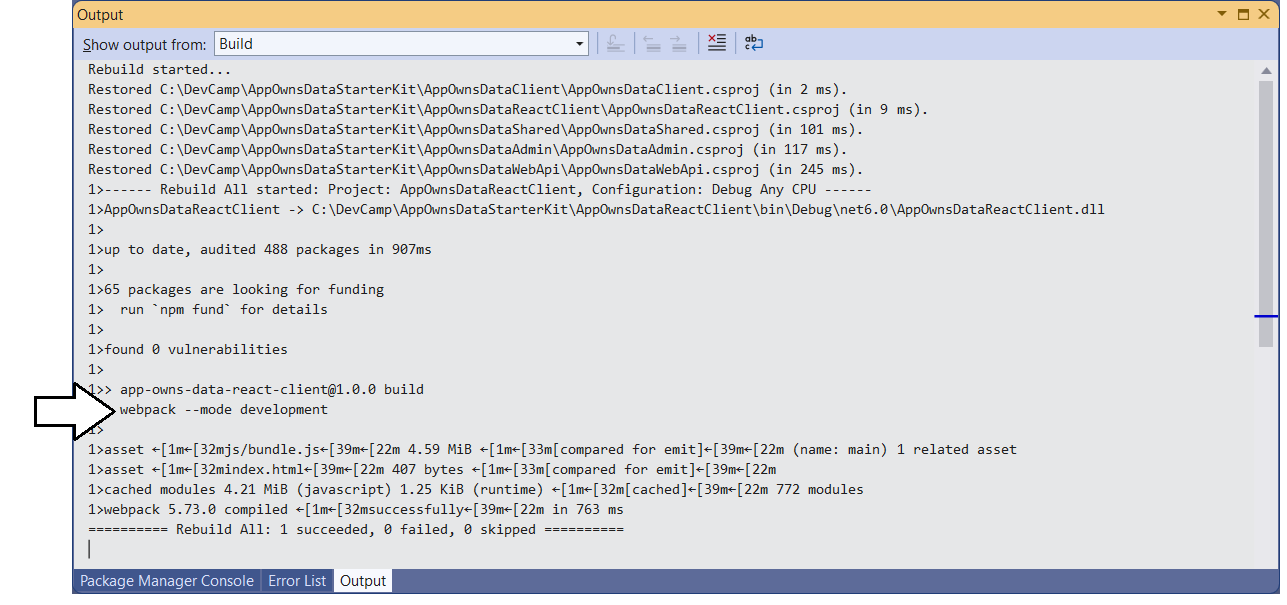 Output
Show output from: Build
Rebuild started...
Restored C:\DevCamp\AppOwnsDataStarterKit\AppOwnsDataClient\AppOwnsDataClient.csproj (in 2 ms).
Restored C:\DevCamp\AppOwnsDataStarterKit\AppOwnsDataReactClient\AppOwnsDataReactClient.csproj (in 9 ms).
Restored C:\DevCamp\AppOwnsDataStarterKit\AppOwnsDataShared\AppOwnsDataShared.csproj (in 101 ms).
Restored C:\DevCamp\AppOwnsDataStarterKit\AppOwnsDataAdmin\AppOwnsDataAdmin.csproj (in 117 ms).
Restored C:\DevCamp\AppOwnsDataStarterKit\AppOwnsDataWebApi\AppOwnsDataWebApi.csproj (in 245 ms).
1>------ Rebuild All started: Project: AppOwnsDataReactClient, Configuration: Debug Any CPU ------
1>AppOwnsDataReactClient -> C:\DevCamp\AppOwnsDataStarterKit\AppOwnsDataReactClient\bin\Debug\net6.0\AppOwnsDataReactClient.dll
1>
1>up to date, audited 488 packages in 907ms
1>
1>65 packages are looking for funding
1>  run `npm fund` for details
1>
1>found 0 vulnerabilities
1>
1>> app-owns-data-react-client@1.0.0 build
webpack --mode development
1>
1>asset ←[1m←[32mjs/bundle.js←[39m←[22m 4.59 MiB ←[1m←[33m[compared for emit]←[39m←[22m (name: main) 1 related asset
1>asset ←[1m←[32mindex.html←[39m←[22m 407 bytes ←[1m←[33m[compared for emit]←[39m←[22m
1>cached modules 4.21 MiB (javascript) 1.25 KiB (runtime) ←[1m←[32m[cached]←[39m←[22m 772 modules
1>webpack 5.73.0 compiled ←[1m←[32msuccessfully←[39m←[22m in 763 ms
========== Rebuild All: 1 succeeded, 0 failed, 0 skipped ==========
Package Manager Console Error List Output